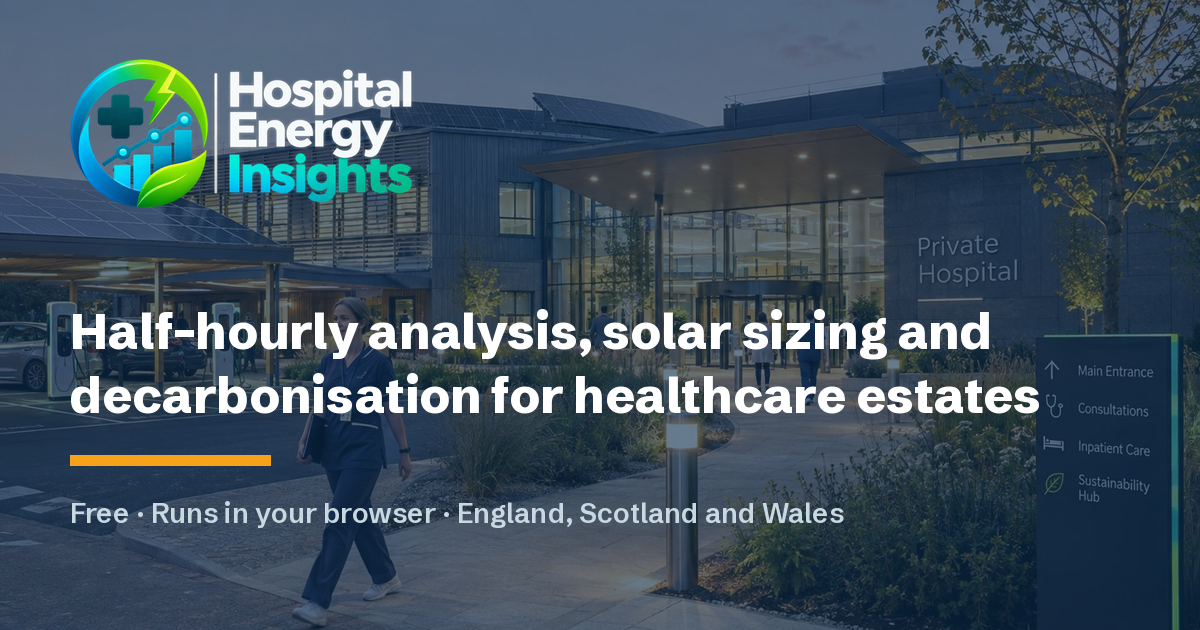 Hospital
Energy
Insights
Private
Hospital
Half-hourly analysis, solar sizing and
decarbonisation for healthcare estates
Main Entrance
Consultations
Inpatient Care
Sustainability
Hub
Free · Runs in your browser · England, Scotland and Wales